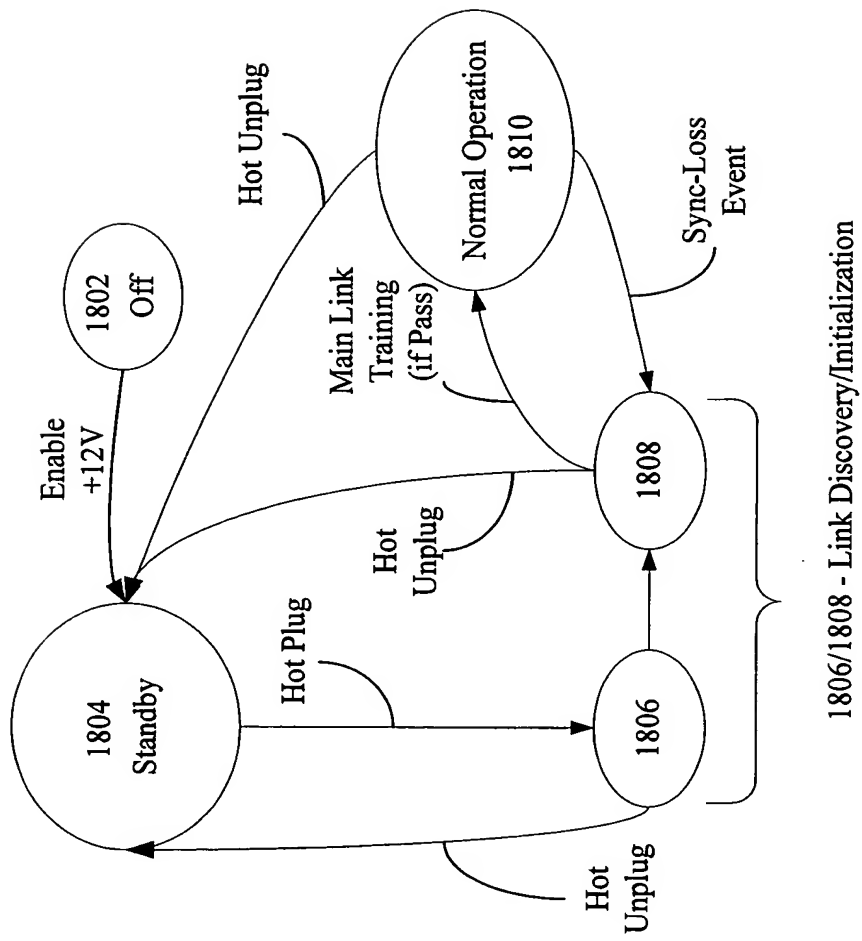 1802
Off
Enable
+12V
1804
Standby
Hot Unplug
Hot Plug
Hot
Unplug
Main Link
Training
(if Pass)
Normal Operation
1810
Hot
Unplug
1806
1808
Sync-Loss
Event
1806/1808 - Link Discovery/Initialization